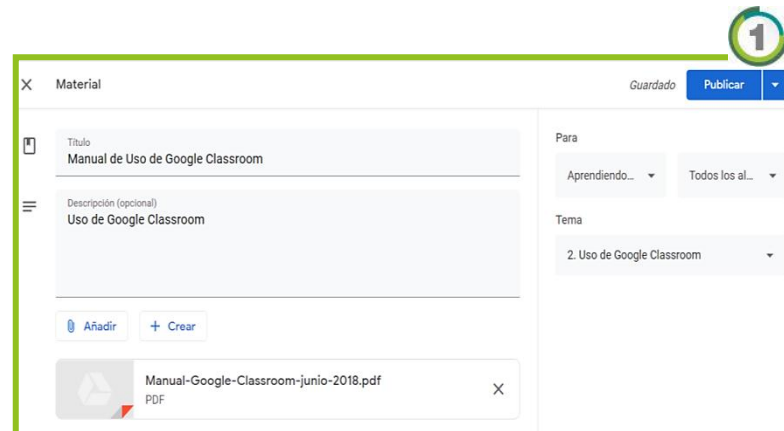 1
Material
Guardado
Publicar
Título
Manual de Uso de Google Classroom
Descripción (opcional)
Uso de Google Classroom
Añadir
+ Crear
Manual-Google-Classroom-junio-2018.pdf
PDF
Para
Aprendiendo...
Todos los al...
Tema
2. Uso de Google Classroom